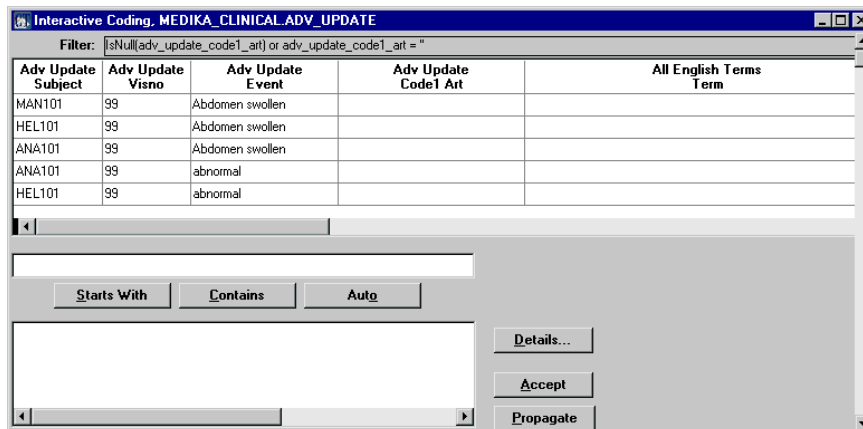 Interactive Coding, MEDIKA_CLINICAL.ADV_UPDATE
Filter: IsNull(adv_update_code1_art) or adv_update_code1_art = ''
Adv Update Subject Adv Update Visno Adv Update Event Adv Update Code1 Art All English Terms Term
MAN101 99 Abdomen swollen
HEL101 99 Abdomen swollen
ANA101 99 Abdomen swollen
ANA101 99 abnormal
HEL101 99 abnormal
Starts With Contains Auto
Details...
Accept
Propagate